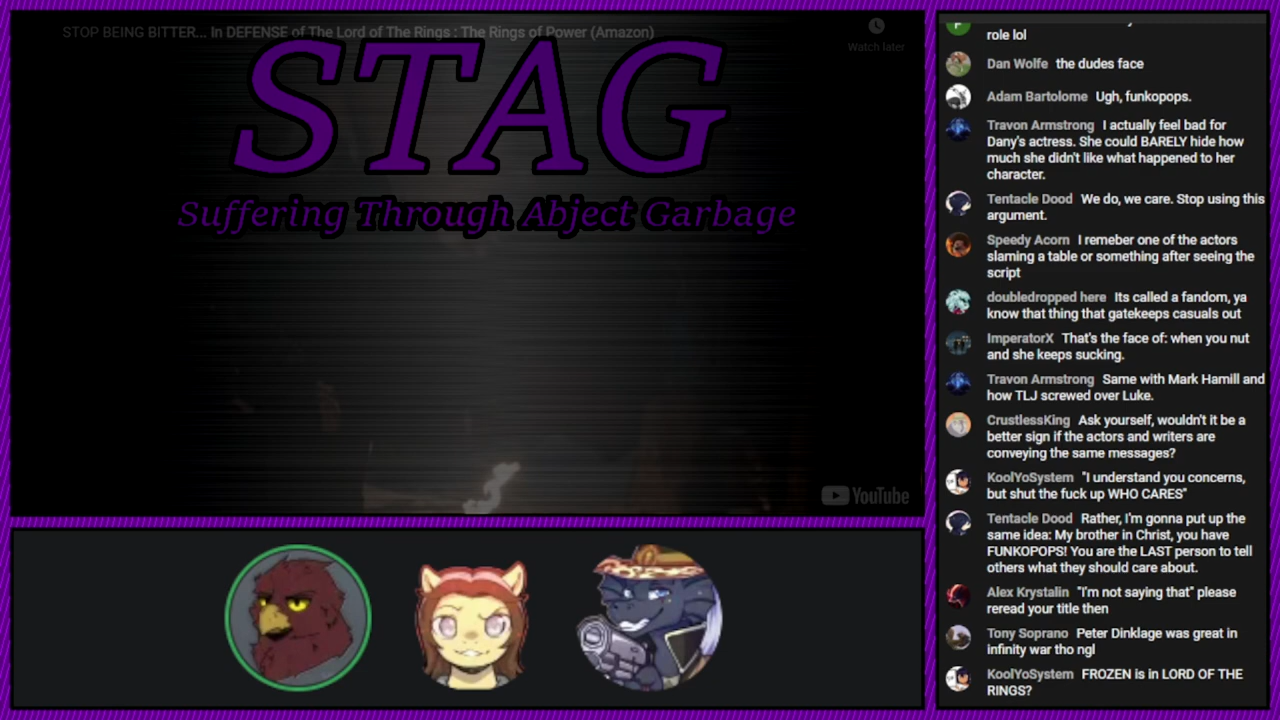 STOP BEING BITTER... In DEFENSE of The Lord of The Rings : The Rings of Power (Amazon)
Watch later
STAG
Suffering Through Abject Garbage
YouTube
role lol
Dan Wolfe the dudes face
Adam Bartolome Ugh, funkopops.
Travon Armstrong I actually feel bad for
Dany's actress. She could BARELY hide how
much she didn't like what happened to her
character.
Tentacle Dood We do, we care. Stop using this
argument.
Speedy Acorn I remeber one of the actors
slaming a table or something after seeing the
script
doubledropped here Its called a fandom, ya
know that thing that gatekeeps casuals out
ImperatorX That's the face of: when you nut
and she keeps sucking.
Travon Armstrong Same with Mark Hamill and
how TLJ screwed over Luke.
CrustlessKing Ask yourself, wouldn't it be a
better sign if the actors and writers are
conveying the same messages?
KoolYoSystem "I understand you concerns,
but shut the fuck up WHO CARES"
Tentacle Dood Rather, I'm gonna put up the
same idea: My brother in Christ, you have
FUNKOPOPS! You are the LAST person to tell
others what they should care about.
Alex Krystalin "I'm not saying that" please
reread your title then
Tony Soprano Peter Dinklage was great in
infinity war tho ngl
KoolYoSystem FROZEN is in LORD OF THE
RINGS?